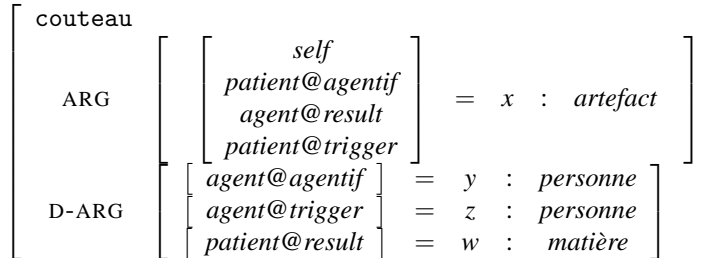 couteau
self
patient@agentif
ARG = x : artefact
agent@result
patient@trigger
agent@agentif = y : personne
D-ARG agent@trigger = z : personne
patient@result = w : matière